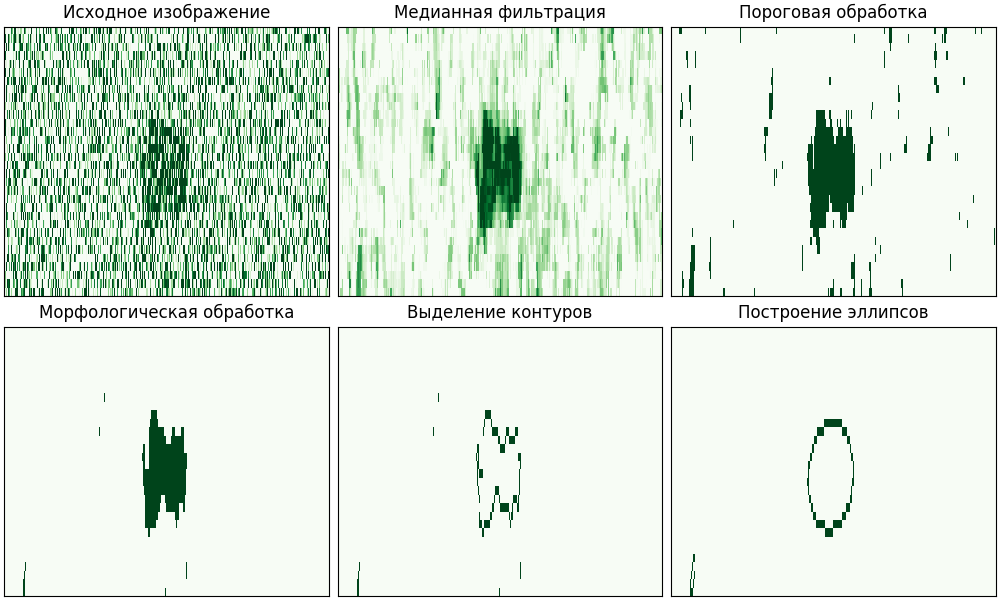 Исходное изображение
Медианная фильтрация
Пороговая обработка
Морфологическая обработка
Выделение контуров
Построение эллипсов